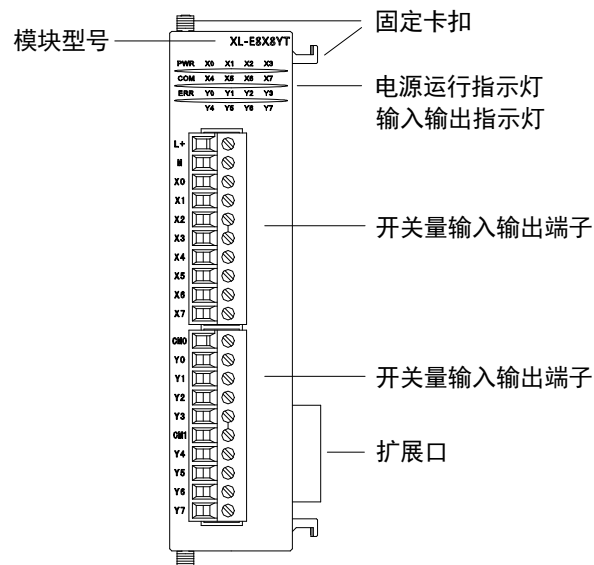 固定卡扣
模块型号
XL-E8X8YT
PWR X0 X1 X2 X3
COM X4 X5 X6 X7
ERR Y0 Y1 Y2 Y3
Y4 Y5 Y6 Y7
电源运行指示灯
输入输出指示灯
L+
M
X0
X1
X2
X3
X4
X5
X6
X7
开关量输入输出端子
CM0
Y0
Y1
Y2
Y3
CM1
Y4
Y5
Y6
Y7
开关量输入输出端子
扩展口